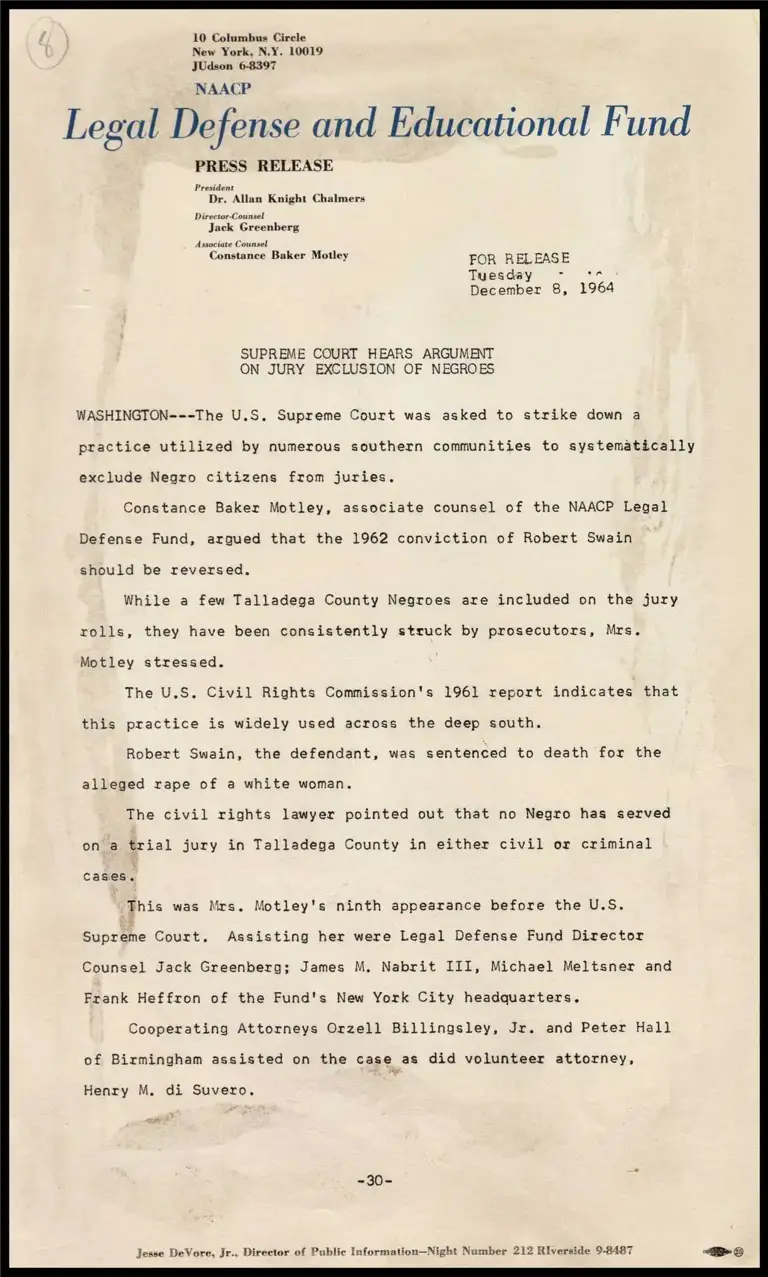 8
10 Columbus Circle
New York, N.Y. 10019
JUdson 6-8397
NAACP
Legal Defense and Educational Fund
PRESS RELEASE
President
Dr. Allan Knight Chalmers
Director-Counsel
Jack Greenberg
Associate Counsel
Constance Baker Motley
FOR RELEASE
Tuesday
December 8, 1964
SUPREME COURT HEARS ARGUMENT
ON JURY EXCLUSION OF NEGROES
WASHINGTON---The U.S. Supreme Court was asked to strike down a
practice utilized by numerous southern communities to systematically
exclude Negro citizens from juries.
Constance Baker Motley, associate counsel of the NAACP Legal
Defense Fund, argued that the 1962 conviction of Robert Swain
should be reversed.
While a few Talladega County Negroes are included on the jury
rolls, they have been consistently struck by prosecutors, Mrs.
Motley stressed.
The U.S. Civil Rights Commission's 1961 report indicates that
this practice is widely used across the deep south.
Robert Swain, the defendant, was sentenced to death for the
alleged rape of a white woman.
The civil rights lawyer pointed out that no Negro has served
on a trial jury in Talladega County in either civil or criminal
cases.
This was Mrs. Motley's ninth appearance before the U.S.
Supreme Court. Assisting her were Legal Defense Fund Director
Counsel Jack Greenberg; James M. Nabrit III, Michael Meltsner and
Frank Heffron of the Fund's New York City headquarters.
Cooperating Attorneys Orzell Billingsley, Jr. and Peter Hall
of Birmingham assisted on the case as did volunteer attorney,
Henry M. di Suvero.
-30-
Jesse DeVore, Jr., Director of Public Information—Night Number 212 RIverside 9-8487